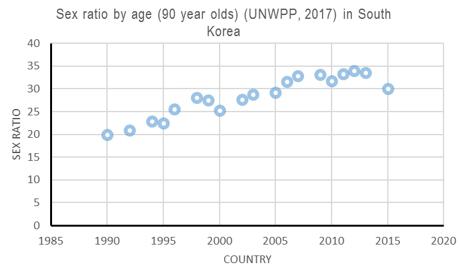 Sex ratio by age (90 year olds) (UNWPP, 2017) in South
Korea
40
35
30
25
20
15
10
5
0
SEX RATIO
1985 1990 1995 2000 2005 2010 2015 2020
COUNTRY